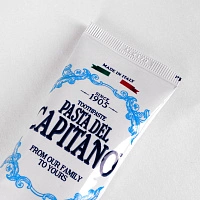 MADE IN ITALY
SINCE
1905
TOOTHPASTE
PASTA DEL
CAPITANO
FROM OUR FAMILY
TO YOURS